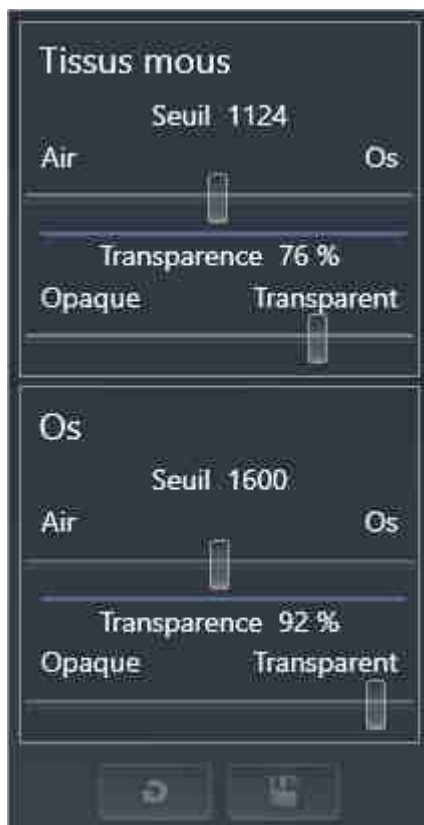 Tissus mous
Seuil 1124
Air Os
Transparence 76 %
Opaque Transparent
Os
Seuil 1600
Air Os
Transparence 92 %
Opaque Transparent